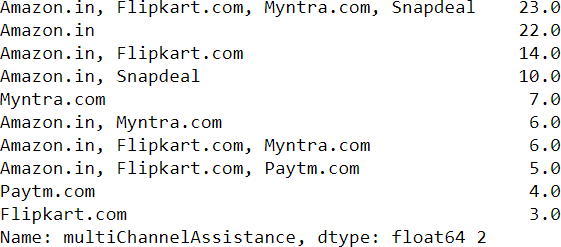 Amazon.in, Flipkart.com, Myntra.com, Snapdeal    23.0
Amazon.in                                        22.0
Amazon.in, Flipkart.com                          14.0
Amazon.in, Snapdeal                              10.0
Myntra.com                                        7.0
Amazon.in, Myntra.com                             6.0
Amazon.in, Flipkart.com, Myntra.com               6.0
Amazon.in, Flipkart.com, Paytm.com                5.0
Paytm.com                                         4.0
Flipkart.com                                      3.0
Name: multiChannelAssistance, dtype: float64 2